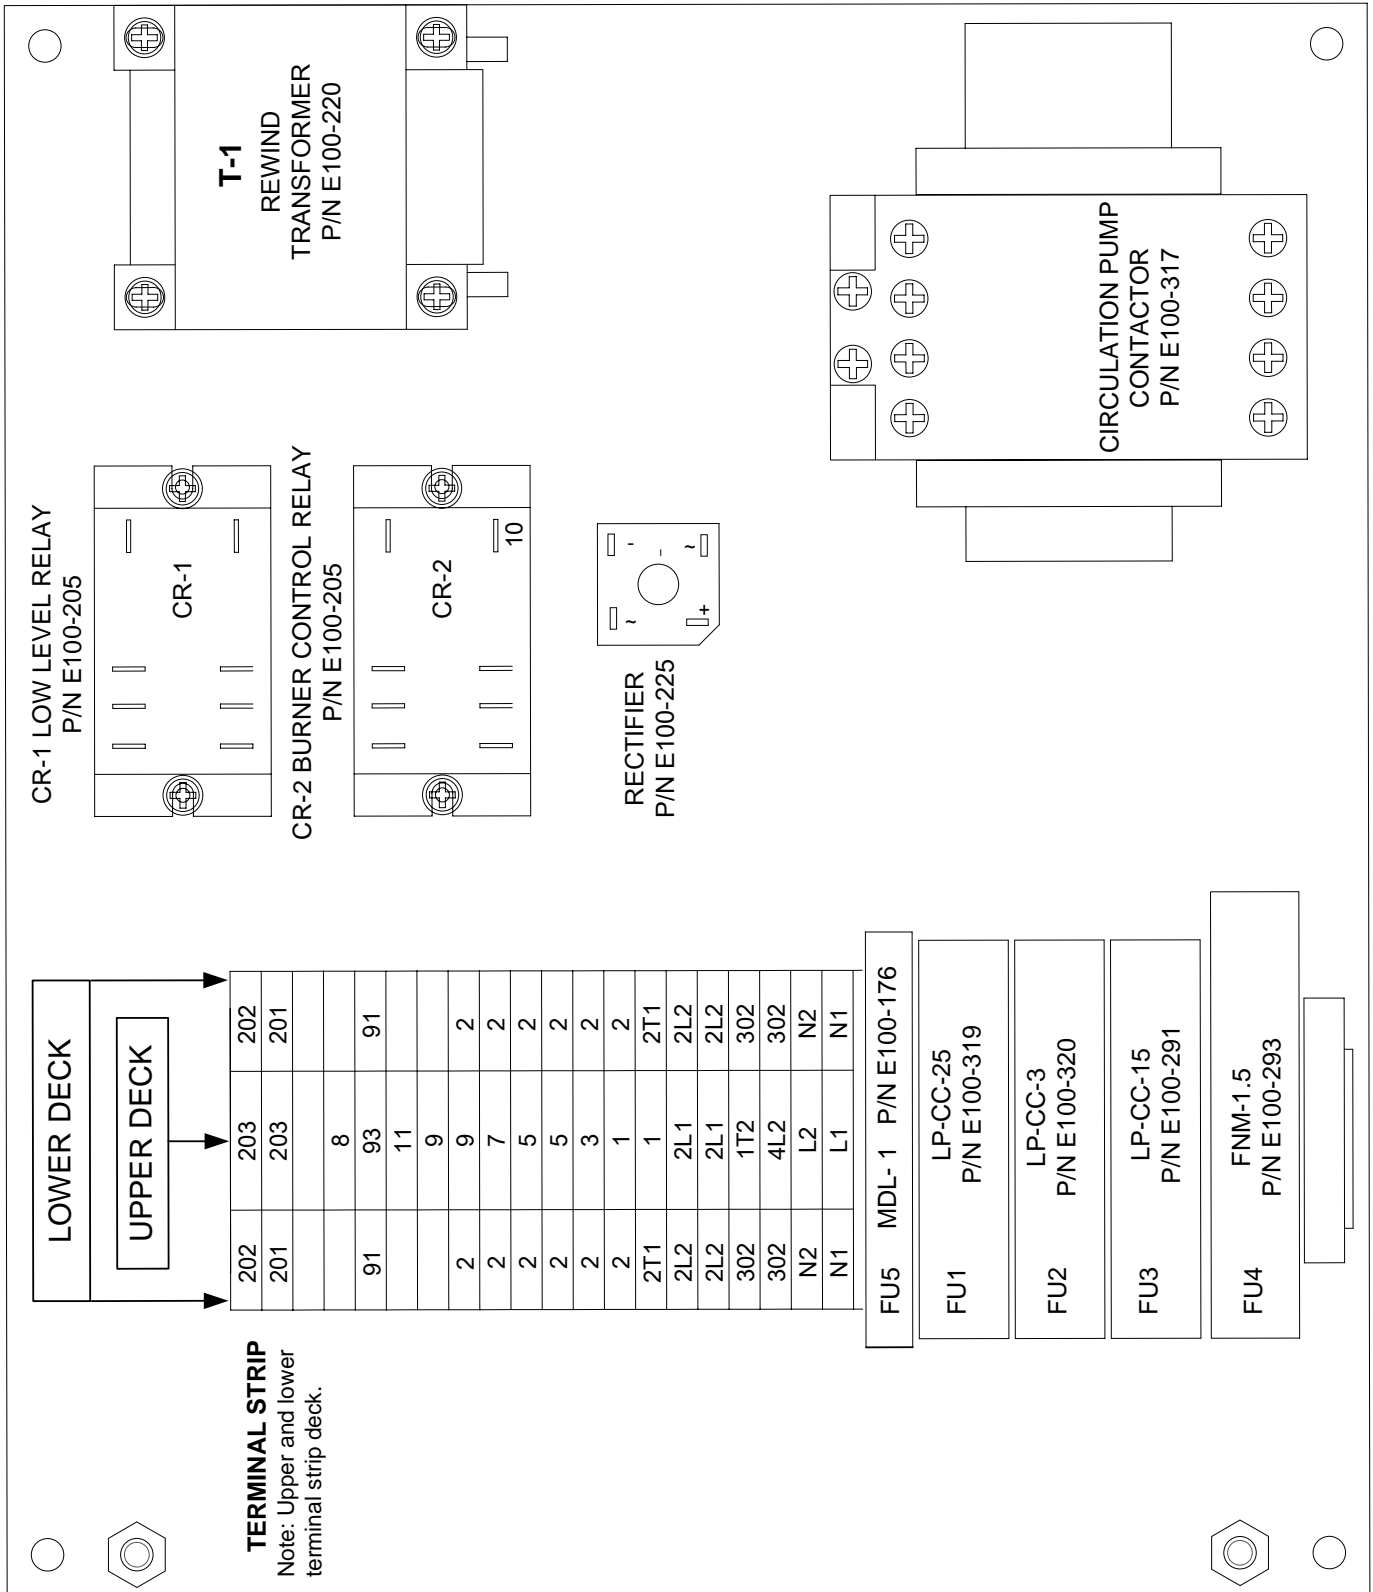 TERMINAL STRIP
Note: Upper and lower
terminal strip deck.
LOWER DECK
UPPER DECK
202 203 202
201 203 201
8
91 93 91
11
9
2 9 2
2 7 2
2 5 2
2 5 2
2 3 2
2 1 2
2T1 1 2T1
2L2 2L1 2L2
2L2 2L1 2L2
302 1T2 302
302 4L2 302
N2 L2 N2
N1 L1 N1
FU5 MDL- 1 P/N E100-176
FU1 LP-CC-25
P/N E100-319
FU2 LP-CC-3
P/N E100-320
FU3 LP-CC-15
P/N E100-291
FU4 FNM-1.5
P/N E100-293
CR-1 LOW LEVEL RELAY
P/N E100-205
CR-1
CR-2 BURNER CONTROL RELAY
P/N E100-205
CR-2
10
RECTIFIER
P/N E100-225
~ -
+ ~
T-1
REWIND
TRANSFORMER
P/N E100-220
CIRCULATION PUMP
CONTACTOR
P/N E100-317